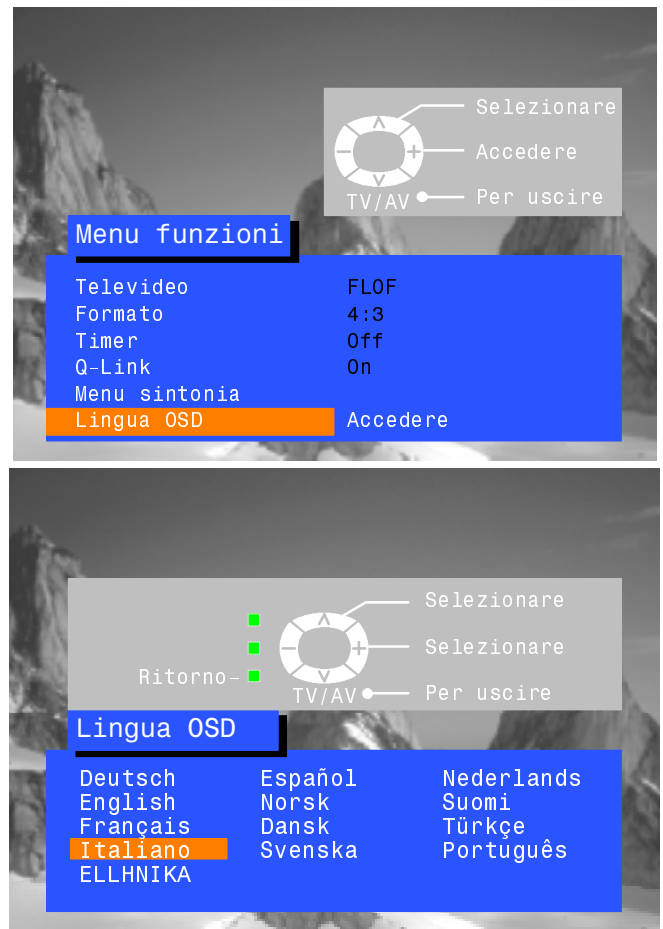 Selezionare
Accedere
TV/AV Per uscire
Menu funzioni
Televideo FLOF
Formato 4:3
Timer Off
Q-Link On
Menu sintonia
Lingua OSD Accedere
Selezionare
Selezionare
Ritorno-
TV/AV Per uscire
Lingua OSD
Deutsch Español Nederlands
English Norsk Suomi
Français Dansk Türkçe
Italiano Svenska Português
ELLHNIKA